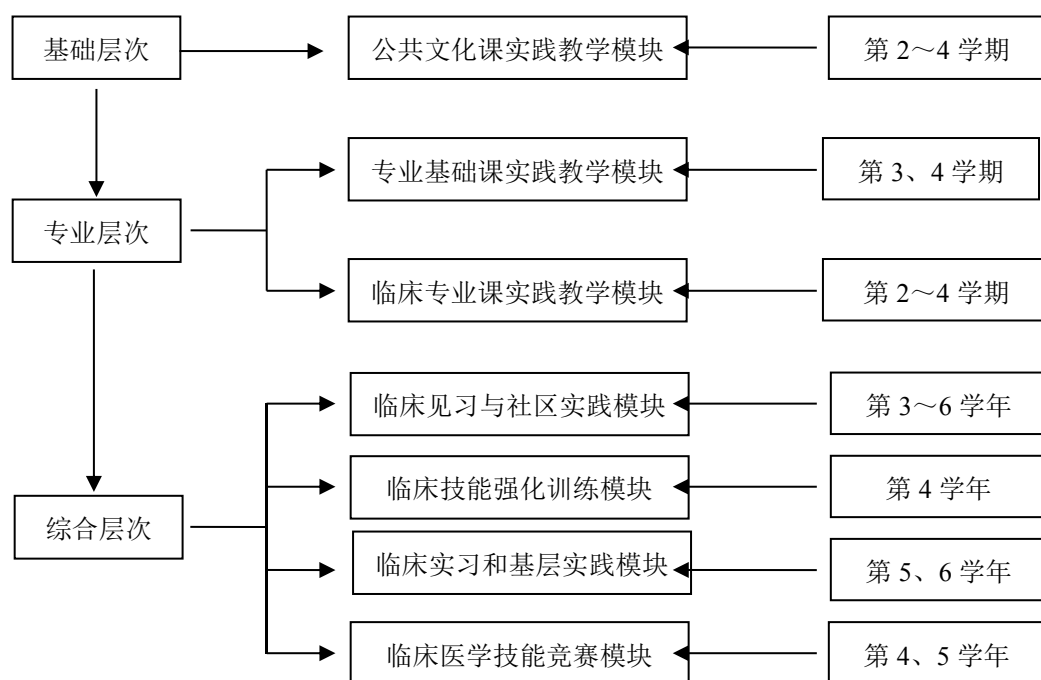 基础层次
公共文化课实践教学模块
第 2～4 学期
专业基础课实践教学模块
第 3、4 学期
专业层次
临床专业课实践教学模块
第 2～4 学期
临床见习与社区实践模块
第 3～6 学年
临床技能强化训练模块
第 4 学年
综合层次
临床实习和基层实践模块
第 5、6 学年
临床医学技能竞赛模块
第 4、5 学年